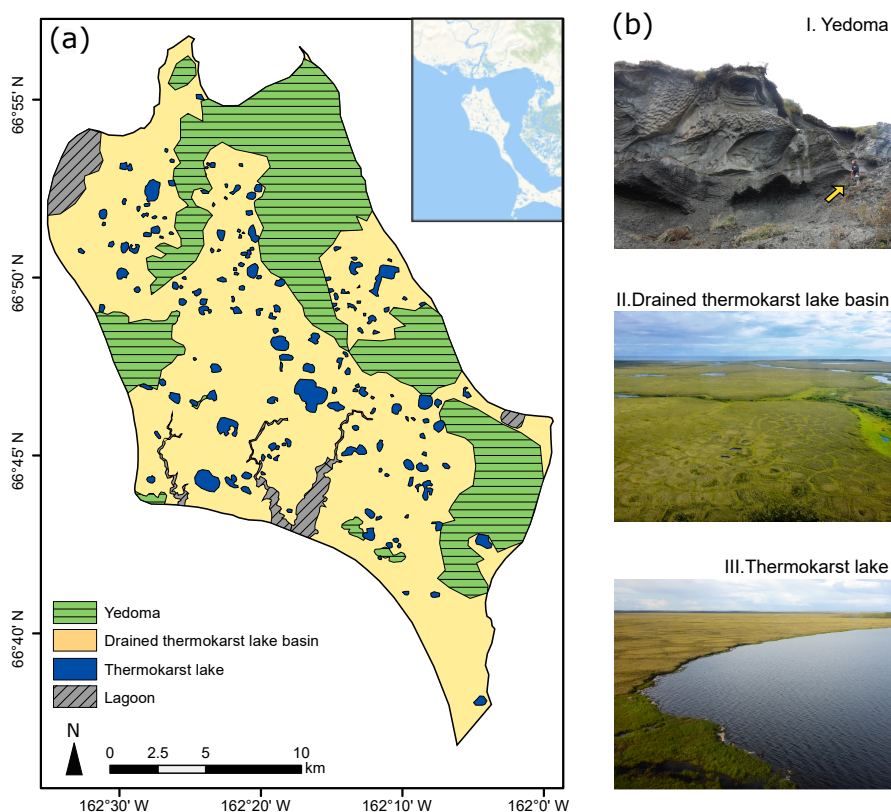 (a)
66°55' N
66°50' N
66°45' N
66°40' N
Yedoma
Drained thermokarst lake basin
Thermokarst lake
Lagoon
N
0 2.5 5 10
km
162°30' W 162°20' W 162°10' W 162°0' W
(b)
I. Yedoma
II.Drained thermokarst lake basin
III.Thermokarst lake